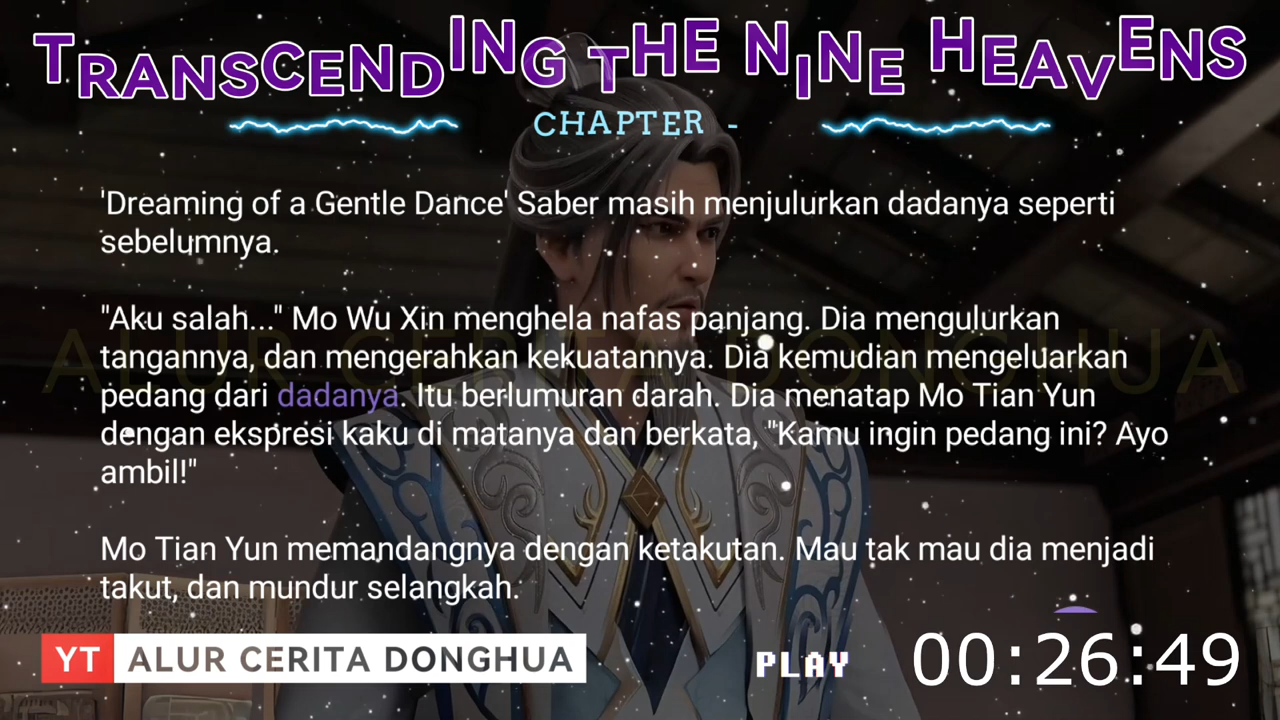 TRANSCENDING THE NINE HEAVENS
CHAPTER -
'Dreaming of a Gentle Dance' Saber masih menjulurkan dadanya seperti
sebelumnya.
"Aku salah..." Mo Wu Xin menghela nafas panjang. Dia mengulurkan
tangannya, dan mengerahkan kekuatannya. Dia kemudian mengeluarkan
pedang dari dadanya. Itu berlumuran darah. Dia menatap Mo Tian Yun
dengan ekspresi kaku di matanya dan berkata, "Kamu ingin pedang ini? Ayo
ambil!"
ALUR CERITA DONGHUA
Mo Tian Yun memandangnya dengan ketakutan. Mau tak mau dia menjadi
takut, dan mundur selangkah.
YT ALUR CERITA DONGHUA
PLAY 00:26:49